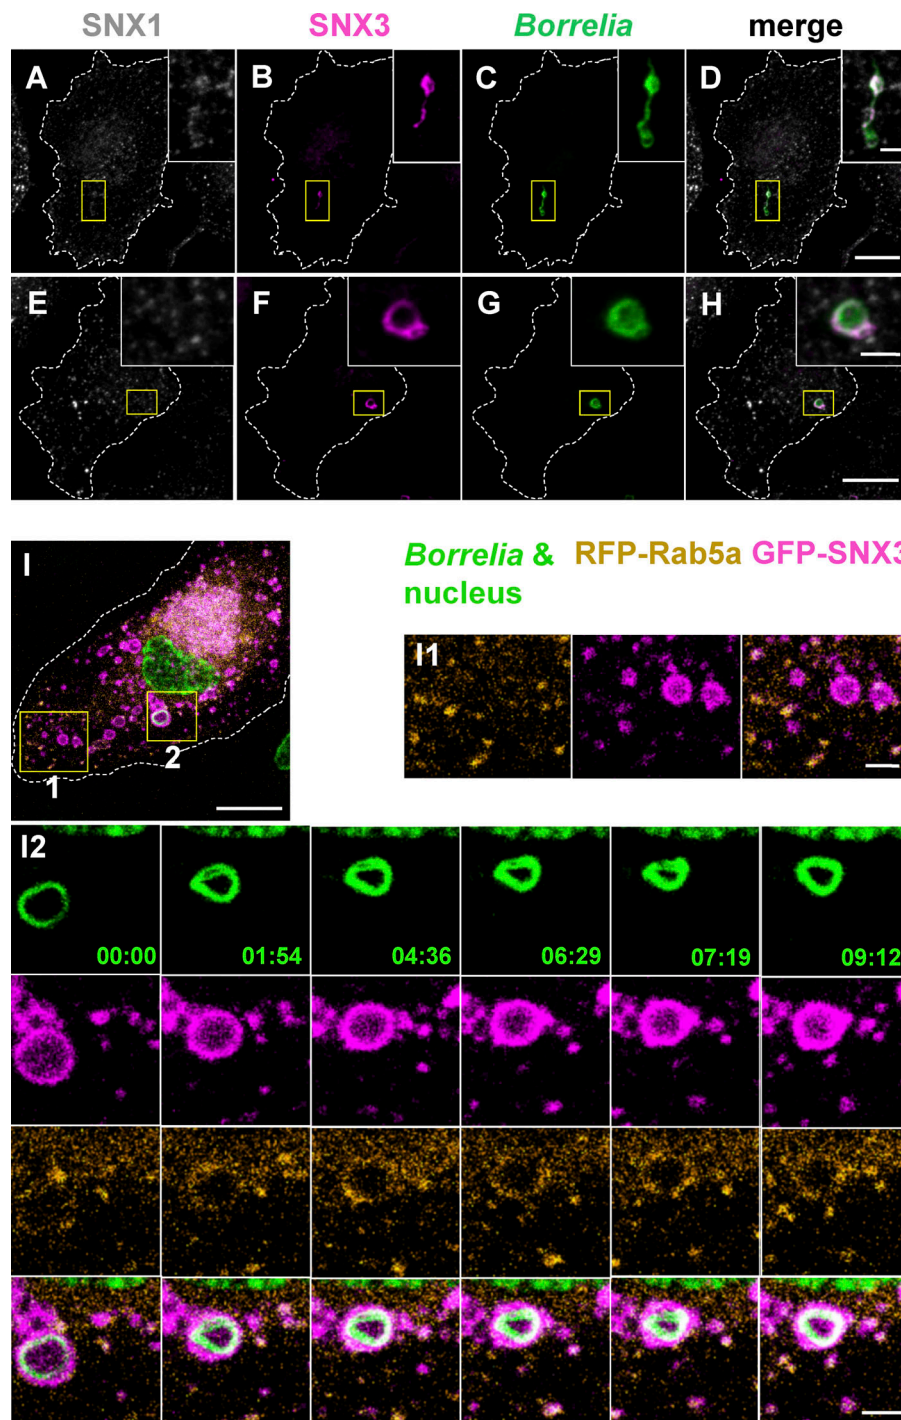 SNX1 SNX3 Borrelia merge
A B C D
E F G H
I
Borrelia & RFP-Rab5a GFP-SNX3
nucleus
I1
1 2
I2
00:00 01:54 04:36 06:29 07:19 09:12